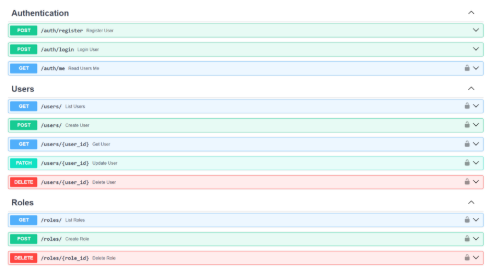 Authentication
POST /auth/register Register User
POST /auth/login Login User
GET /auth/me Read Users Me
Users
GET /users/ List Users
POST /users/ Create User
GET /users/{user_id} Get User
PATCH /users/{user_id} Update User
DELETE /users/{user_id} Delete User
Roles
GET /roles/ List Roles
POST /roles/ Create Role
DELETE /roles/{role_id} Delete Role